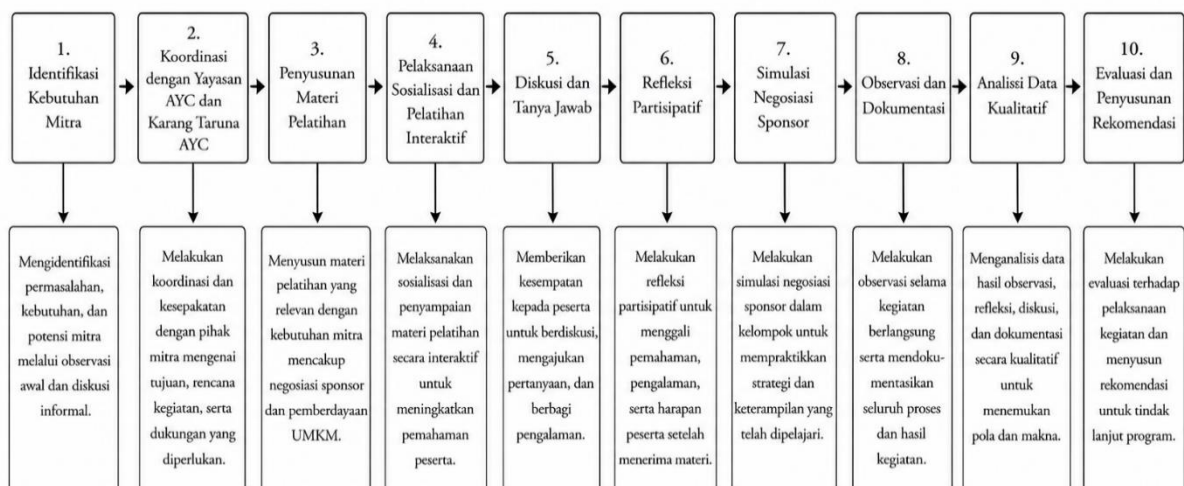 1.
Identifikasi
Kebutuhan
Mitra
2.
Koordinasi
dengan Yayasan
AYC dan
Karang Taruna
AYC
3.
Penyusunan
Materi
Pelatihan
4.
Pelaksanaan
Sosialisasi dan
Pelatihan
Interaktif
5.
Diskusi dan
Tanya Jawab
6.
Refleksi
Partisipatif
7.
Simulasi
Negosiasi
Sponsor
8.
Observasi dan
Dokumentasi
9.
Analissi Data
Kualitatif
10.
Evaluasi dan
Penyusunan
Rekomendasi
Mengidentifikasi
permasalahan,
kebutuhan, dan
potensi mitra
melalui observasi
awal dan diskusi
informal.
Melakukan
koordinasi dan
kesepakatan
dengan pihak
mitra mengenai
tujuan, rencana
kegiatan, serta
dukungan yang
diperlukan.
Menyusun materi
pelatihan yang
relevan dengan
kebutuhan mitra
mencakup
negosiasi sponsor
dan pemberdayaan
UMKM.
Melaksanakan
sosialisasi dan
penyampaian
materi pelatihan
secara interaktif
untuk
meningkatkan
pemahaman
peserta.
Memberikan
kesempatan
kepada peserta
untuk berdiskusi,
mengajukan
pertanyaan, dan
berbagi
pengalaman.
Melakukan
refleksi
partisipatif untuk
menggali
pemahaman,
pengalaman,
serta harapan
peserta setelah
menerima materi.
Melakukan
simulasi negosiasi
sponsor dalam
kelompok untuk
mempraktikkan
strategi dan
keterampilan yang
telah dipelajari.
Melakukan
observasi selama
kegiatan
berlangsung
serta mendoku-
mentasikan
seluruh proses
dan hasil
kegiatan.
Menganalisis data
hasil observasi,
refleksi, diskusi,
dan dokumentasi
secara kualitatif
untuk
menemukan
pola dan makna.
Melakukan
evaluasi terhadap
pelaksanaan
kegiatan dan
menyusun
rekomendasi
untuk tindak
lanjut program.